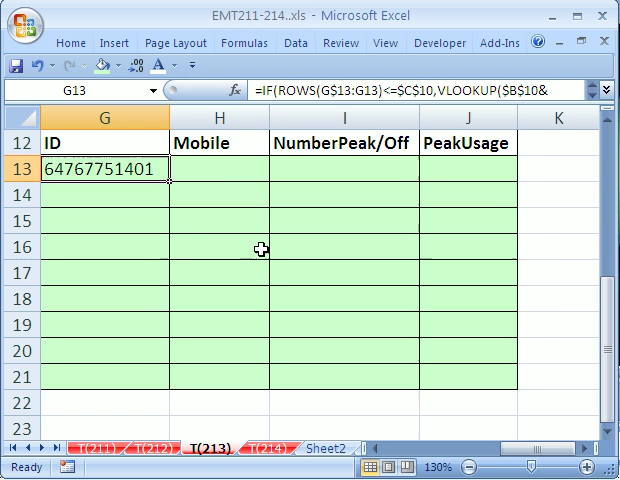 EMT211-214..xls - Microsoft Excel
Home Insert Page Layout Formulas Data Review View Developer Add-Ins
G13 fx =IF(ROWS(G$13:G13)<=$C$10,VLOOKUP($B$10&
G H I J K
12 ID Mobile NumberPeak/Off PeakUsage
13 64767751401
14
15
16
17
18
19
20
21
22
23
T(211) T(212) T(213) T(214) Sheet2
Ready 130%